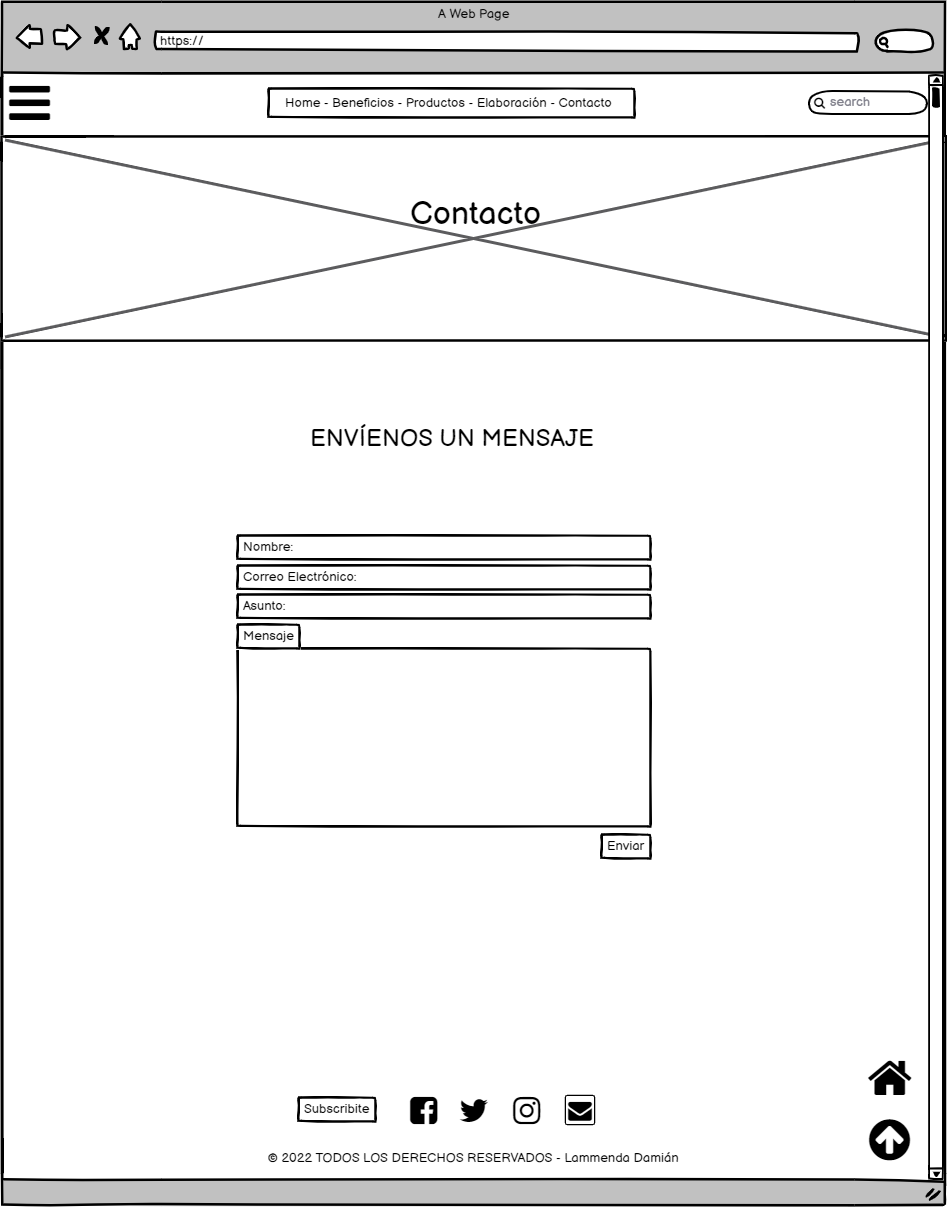 A Web Page
https://
Home - Beneficios - Productos - Elaboración - Contacto
search
Contacto
ENVÍENOS UN MENSAJE
Nombre:
Correo Electrónico:
Asunto:
Mensaje
Enviar
Subscribite
© 2022 TODOS LOS DERECHOS RESERVADOS - Lammenda Damián